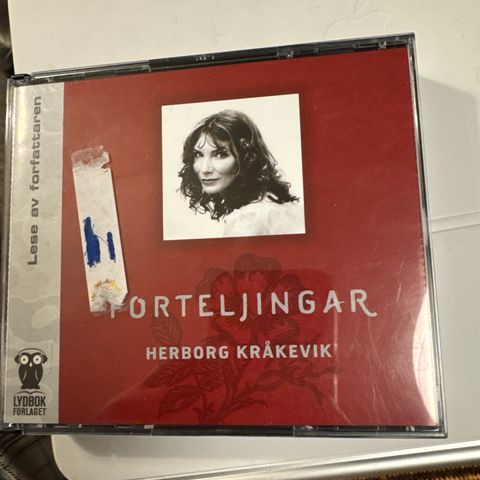 Lese av forfattaren
h
FORTELJINGAR
HERBORG KRÅKEVIK
LYDBOK
FORLAGET